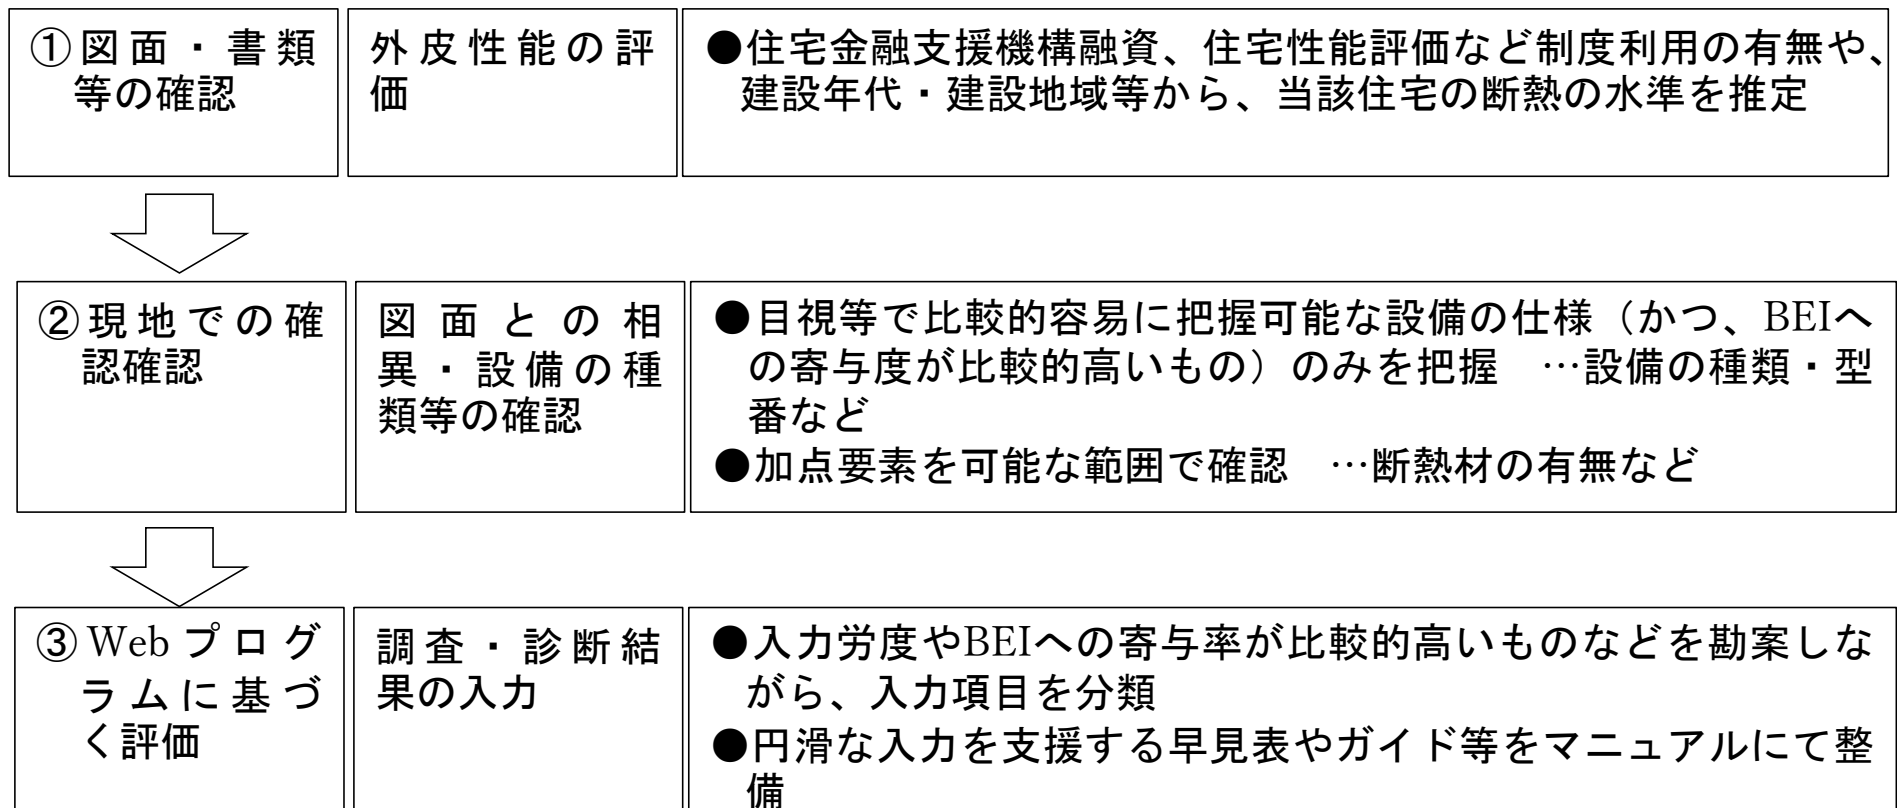 ①図面・書類
等の確認
外皮性能の評
価
●住宅金融支援機構融資、住宅性能評価など制度利用の有無や、
建設年代・建設地域等から、当該住宅の断熱の水準を推定
②現地での確
認確認
図面との相
異・設備の種
類等の確認
●目視等で比較的容易に把握可能な設備の仕様（かつ、BEIへ
の寄与度が比較的高いもの）のみを把握　…設備の種類・型
番など
●加点要素を可能な範囲で確認　…断熱材の有無など
③Webプログ
ラムに基づ
く評価
調査・診断結
果の入力
●入力労度やBEIへの寄与率が比較的高いものなどを勘案しな
がら、入力項目を分類
●円滑な入力を支援する早見表やガイド等をマニュアルにて整
備